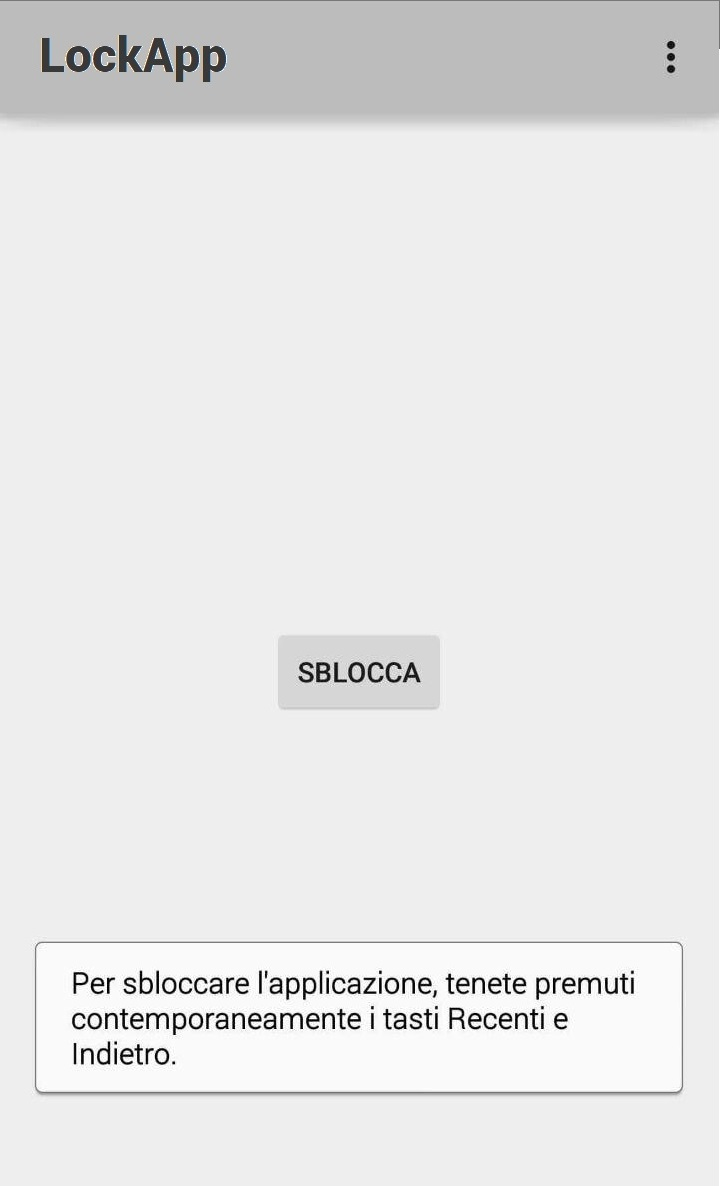 LockApp
SBLOCCA
Per sbloccare l'applicazione, tenete premuti
contemporaneamente i tasti Recenti e
Indietro.